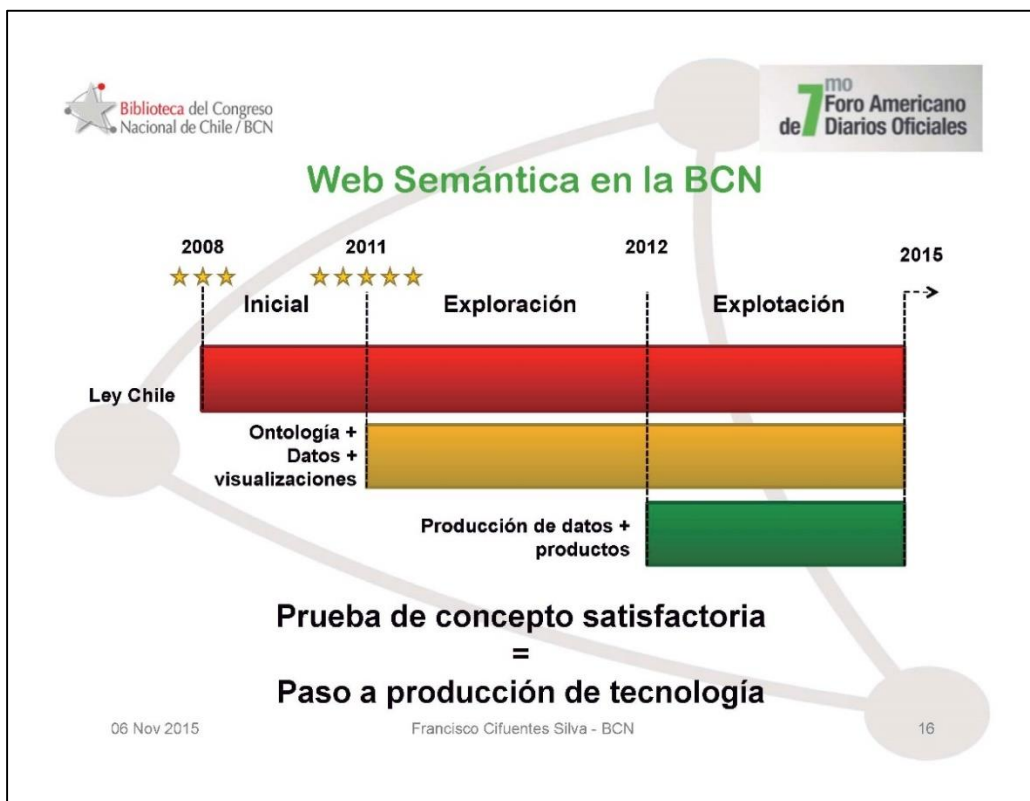 Biblioteca del Congreso
Nacional de Chile / BCN
7mo
Foro Americano
de Diarios Oficiales
Web Semántica en la BCN
2008
2011
2012
2015
Inicial
Exploración
Explotación
Ley Chile
Ontología +
Datos +
visualizaciones
Producción de datos +
productos
Prueba de concepto satisfactoria
=
Paso a producción de tecnología
06 Nov 2015
Francisco Cifuentes Silva - BCN
16